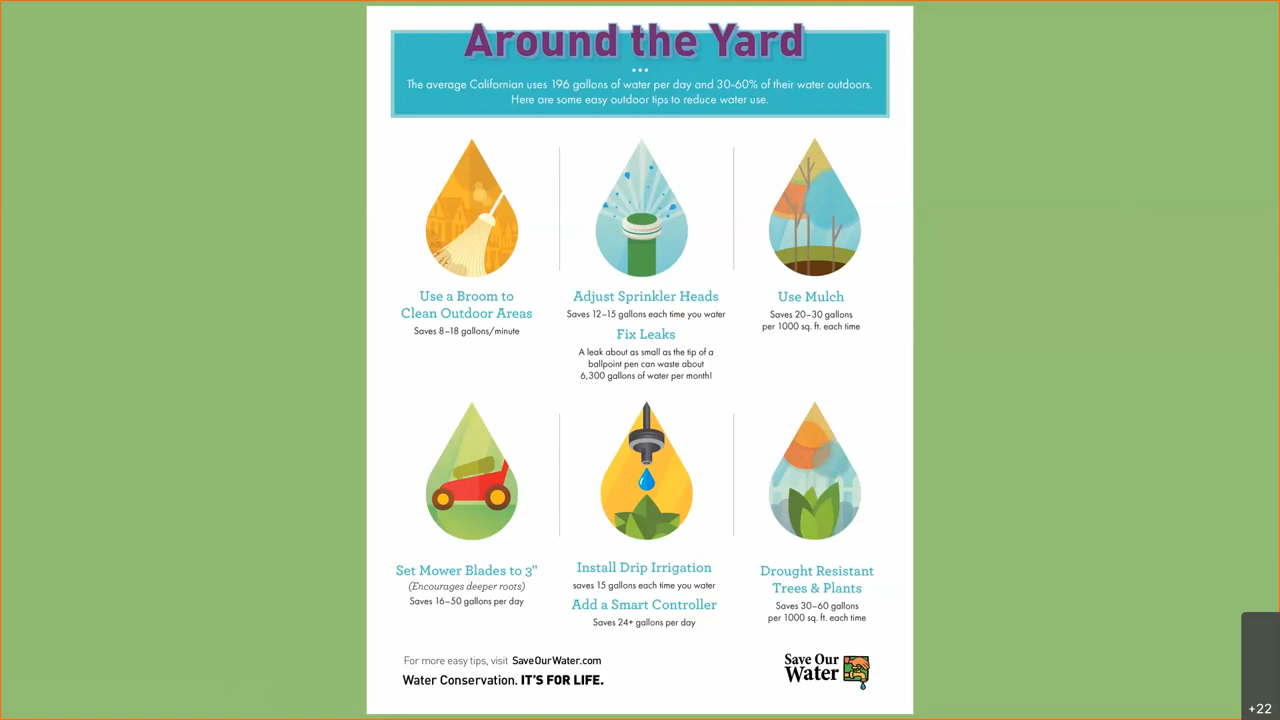 Around the Yard
The average Californian uses 196 gallons of water per day and 30-60% of their water outdoors.
Here are some easy outdoor tips to reduce water use.
Use a Broom to
Clean Outdoor Areas
Saves 8–18 gallons/minute
Adjust Sprinkler Heads
Saves 12–15 gallons each time you water
Fix Leaks
A leak about as small as the tip of a
ballpoint pen can waste about
6,300 gallons of water per month!
Use Mulch
Saves 20–30 gallons
per 1000 sq. ft. each time
Set Mower Blades to 3"
(Encourages deeper roots)
Saves 16–50 gallons per day
Install Drip Irrigation
saves 15 gallons each time you water
Add a Smart Controller
Saves 24+ gallons per day
Drought Resistant
Trees & Plants
Saves 30–60 gallons
per 1000 sq. ft. each time
For more easy tips, visit SaveOurWater.com
Water Conservation. IT'S FOR LIFE.
Save Our
Water
+22